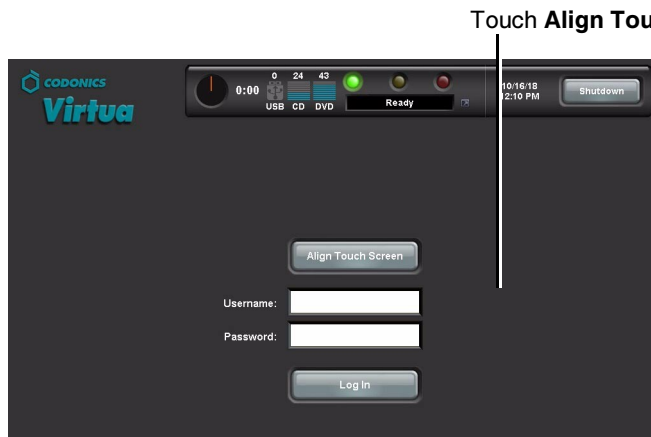 Touch Align Tou
CODONICS
Virtua
0:00
0 24 43
USB CD DVD
Ready
10/16/18
12:10 PM
Shutdown
Align Touch Screen
Username:
Password:
Log In